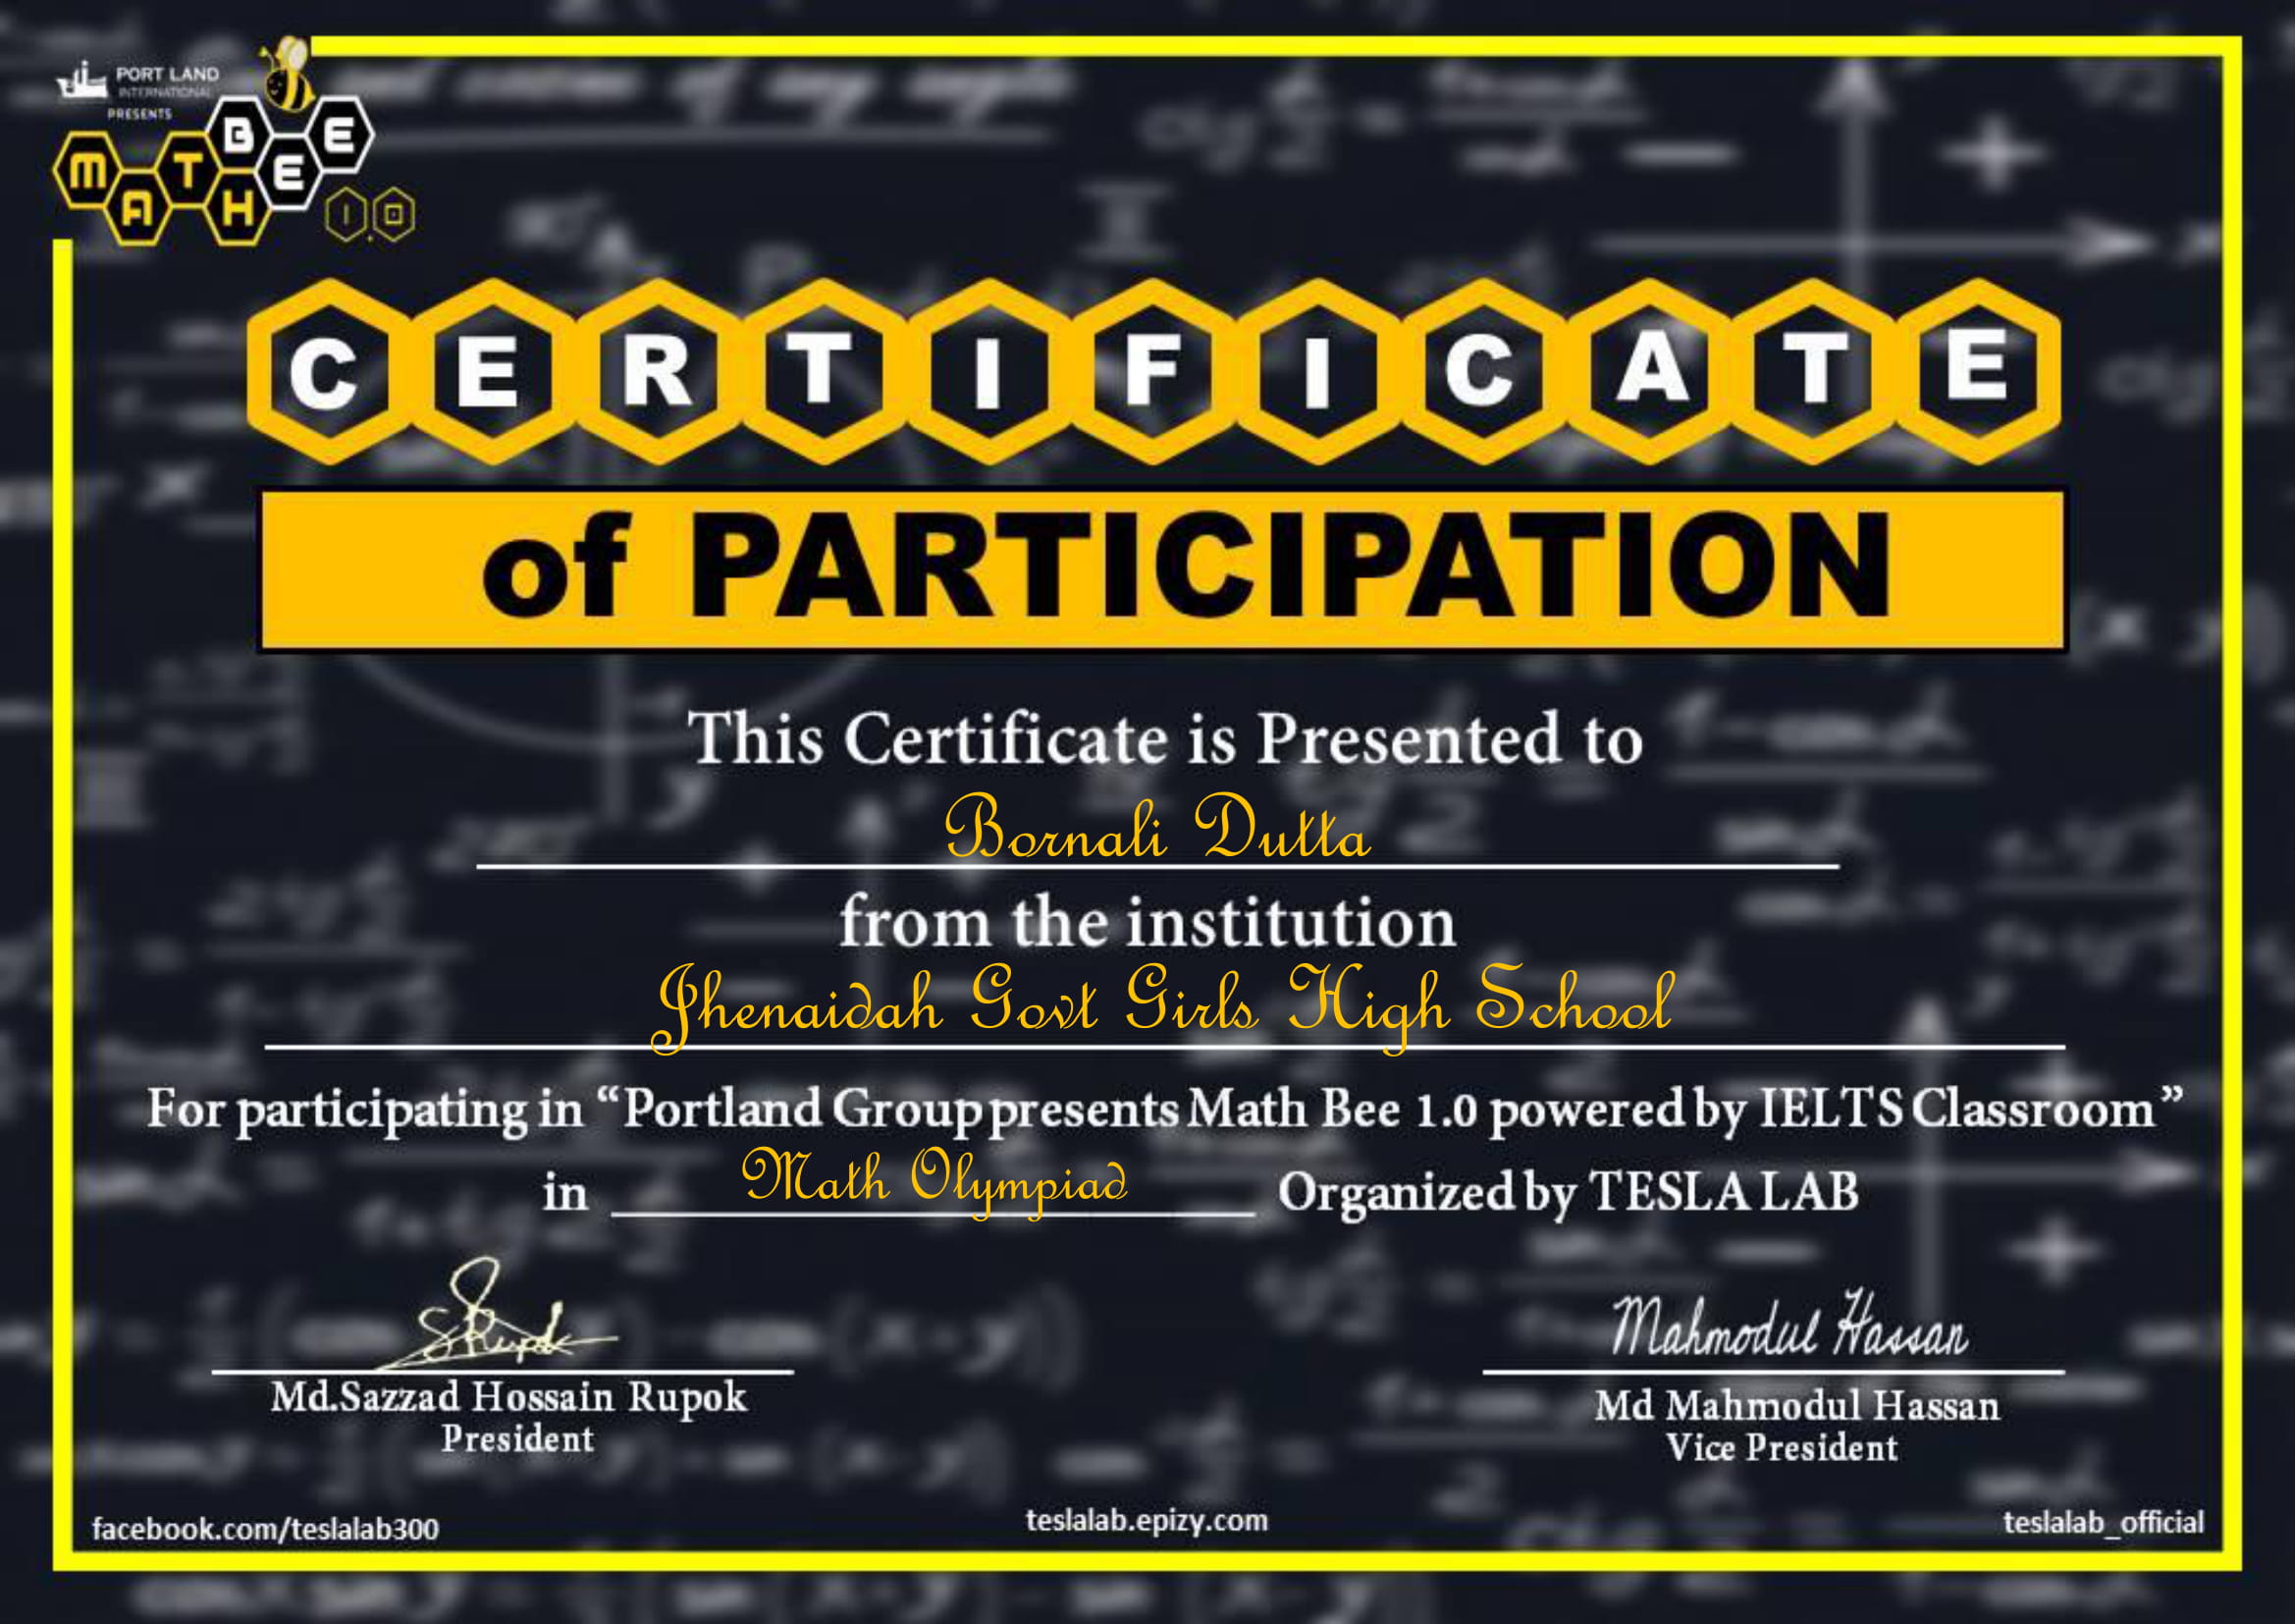 PORT LAND
INTERNATIONAL
PRESENTS
MATH BEE 1.0
CERTIFICATE
of PARTICIPATION
This Certificate is Presented to
Bornali Dutta
from the institution
Jhenaidah Govt Girls High School
For participating in “Portland Group presents Math Bee 1.0 powered by IELTS Classroom”
in Math Olympiad Organized by TESLA LAB
SRupok
Mahmodul Hassan
Md.Sazzad Hossain Rupok
Md Mahmodul Hassan
President
Vice President
facebook.com/teslalab300
teslalab.epizy.com
teslalab_official